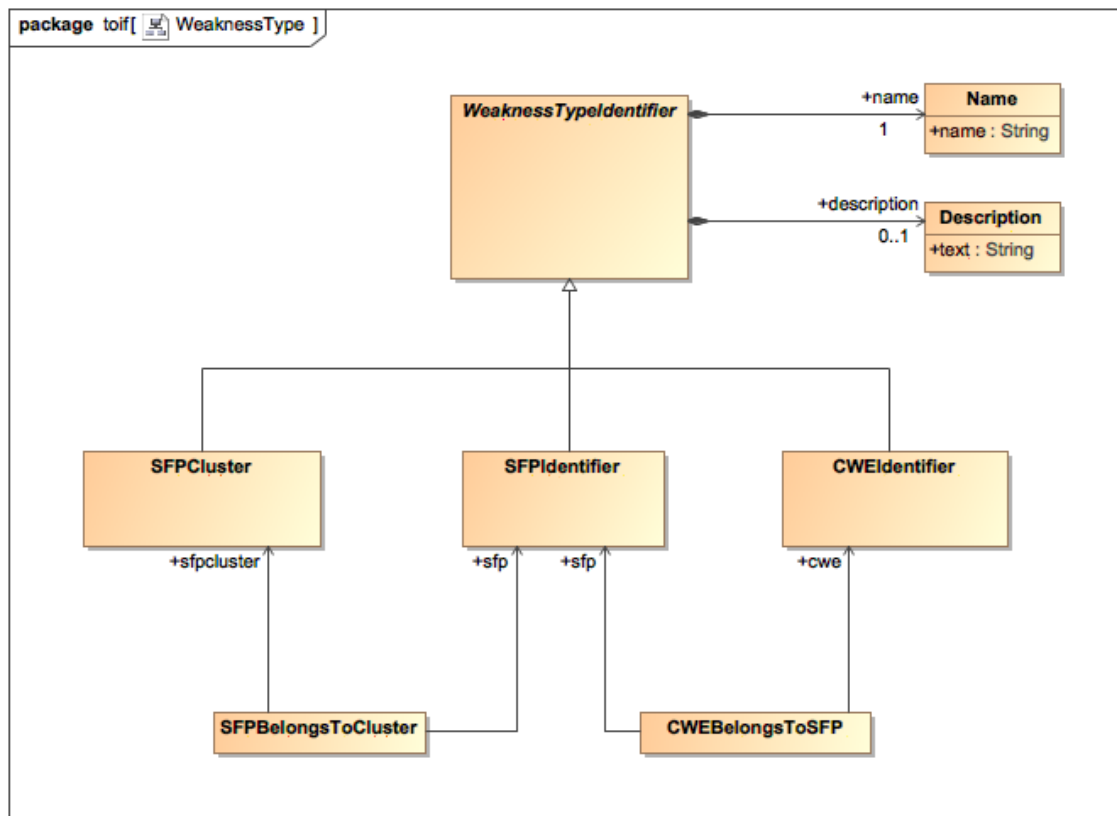 package toif[ WeaknessType ]
WeaknessTypeIdentifier
+name
1
Name
+name : String
+description
0..1
Description
+text : String
SFPCluster
SFPIdentifier
CWEIdentifier
+sfpcluster
+sfp
+sfp
+cwe
SFPBelongsToCluster
CWEBelongsToSFP